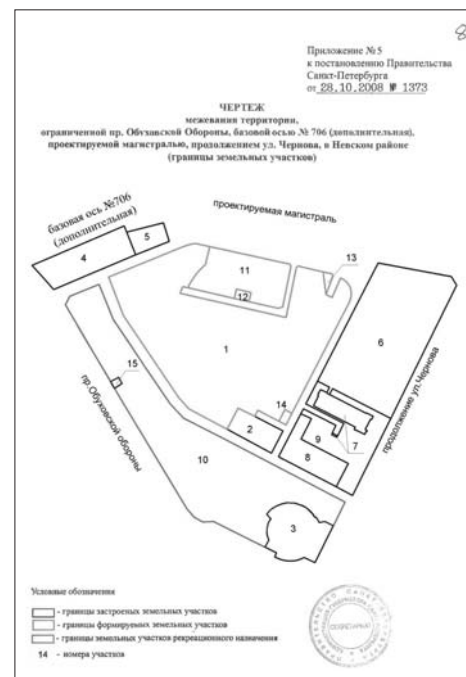 8
Приложение № 5
к постановлению Правительства
Санкт-Петербурга
от 28.10.2008 № 1373
ЧЕРТЕЖ
межевания территории,
ограниченной пр. Обуховской Обороны, базовой осью № 706 (дополнительная),
проектируемой магистралью, продолжением ул. Чернова, в Невском районе
(границы земельных участков)
базовая ось №706
(дополнительная)
проектируемая магистраль
4
5
11
12
13
6
1
15
пр.Обуховской обороны
продолжение ул.Чернова
14
2
9
7
8
10
3
Условные обозначения
- границы застроеных земельных участков
- границы формируемых земельных участков
- границы земельных участков рекреационного назначения
14 - номера участков